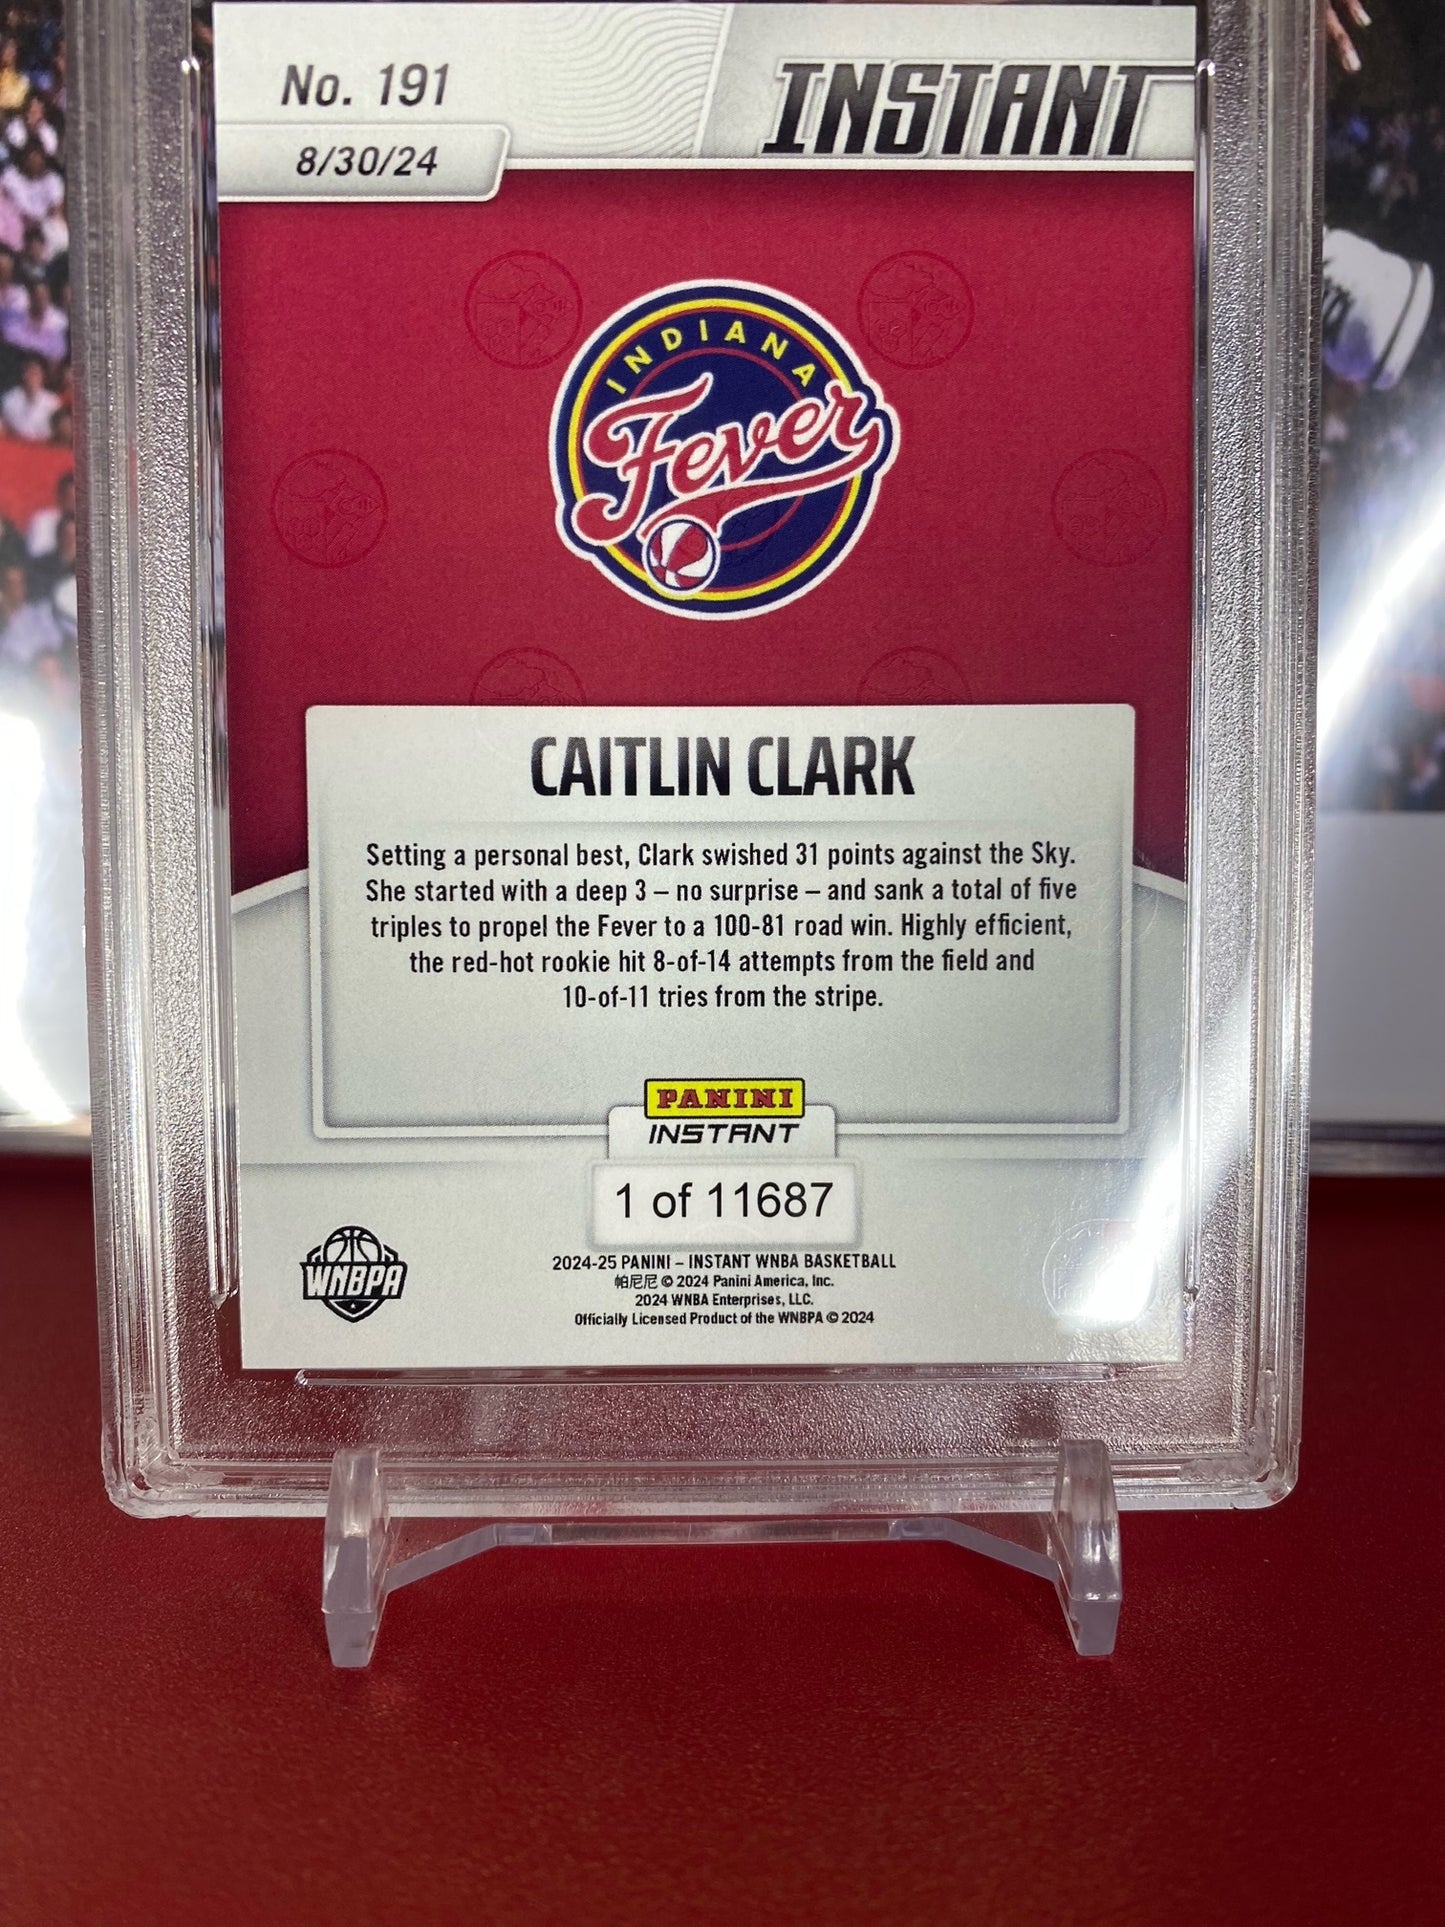 No. 191
INSTANT
8/30/24
INDIANA
Fever
CAITLIN CLARK
Setting a personal best, Clark swished 31 points against the Sky.
She started with a deep 3 – no surprise – and sank a total of five
triples to propel the Fever to a 100-81 road win. Highly efficient,
the red-hot rookie hit 8-of-14 attempts from the field and
10-of-11 tries from the stripe.
PANINI
INSTANT
1 of 11687
WNBPA
2024-25 PANINI – INSTANT WNBA BASKETBALL
帕尼尼 © 2024 Panini America, Inc.
2024 WNBA Enterprises, LLC.
Officially Licensed Product of the WNBPA © 2024